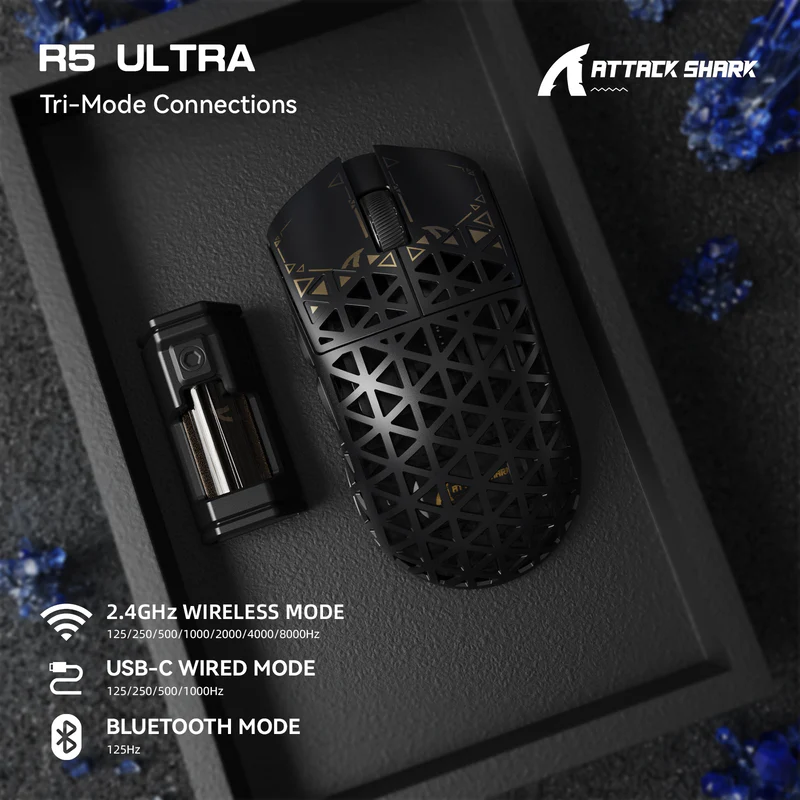 R5 ULTRA
Tri-Mode Connections
ATTACK SHARK
2.4GHz WIRELESS MODE
125/250/500/1000/2000/4000/8000Hz
USB-C WIRED MODE
125/250/500/1000Hz
BLUETOOTH MODE
125Hz